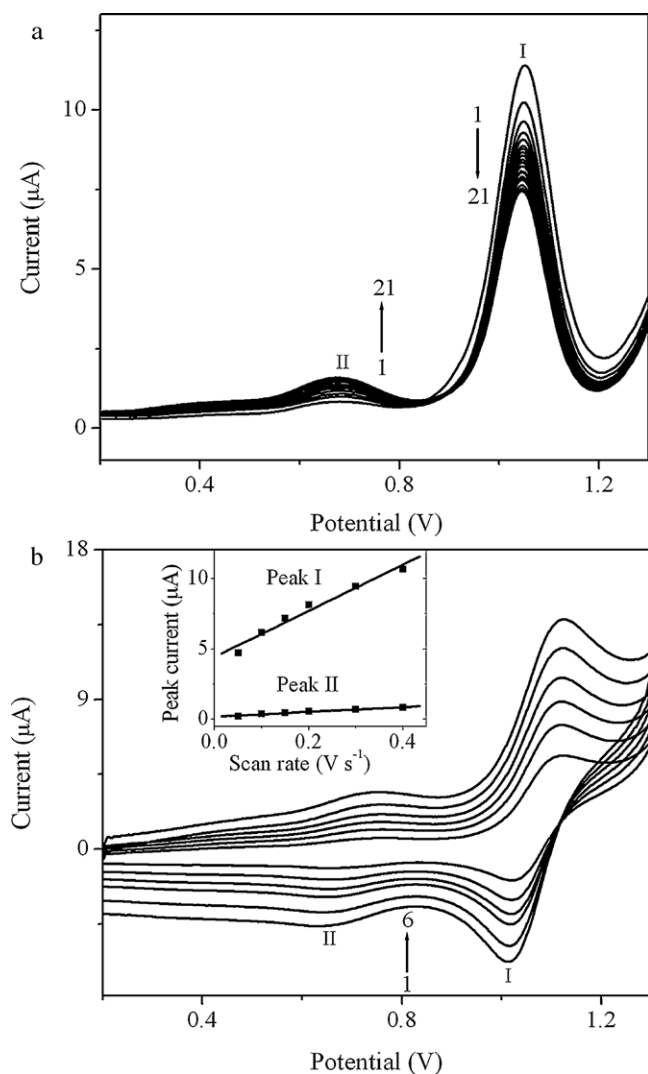 a
I
10
1
21
5
21
II
1
0
0.4
0.8
1.2
Current (μA)
Potential (V)
b
18
10
Peak I
5
Peak II
0
0.0
0.2
0.4
Peak current (μA)
Scan rate (V s⁻¹)
9
0
II
6
1
I
0.4
0.8
1.2
Current (μA)
Potential (V)